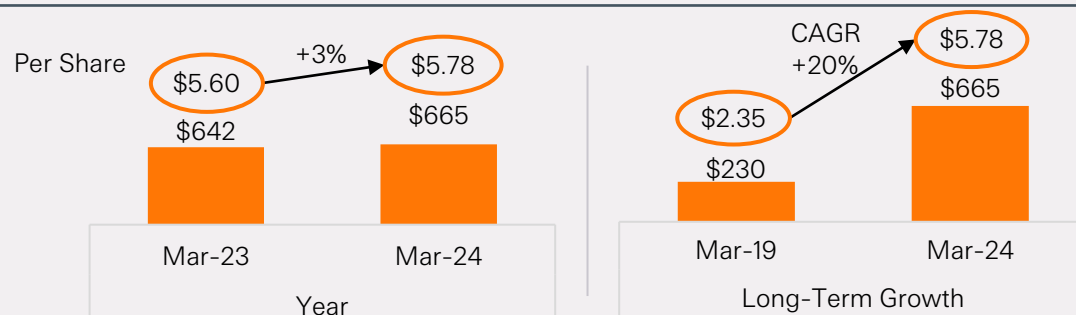 Per Share
$5.60
+3%
$5.78
$642
$665
Mar-23
Mar-24
Year
CAGR
+20%
$2.35
$5.78
$230
$665
Mar-19
Mar-24
Long-Term Growth